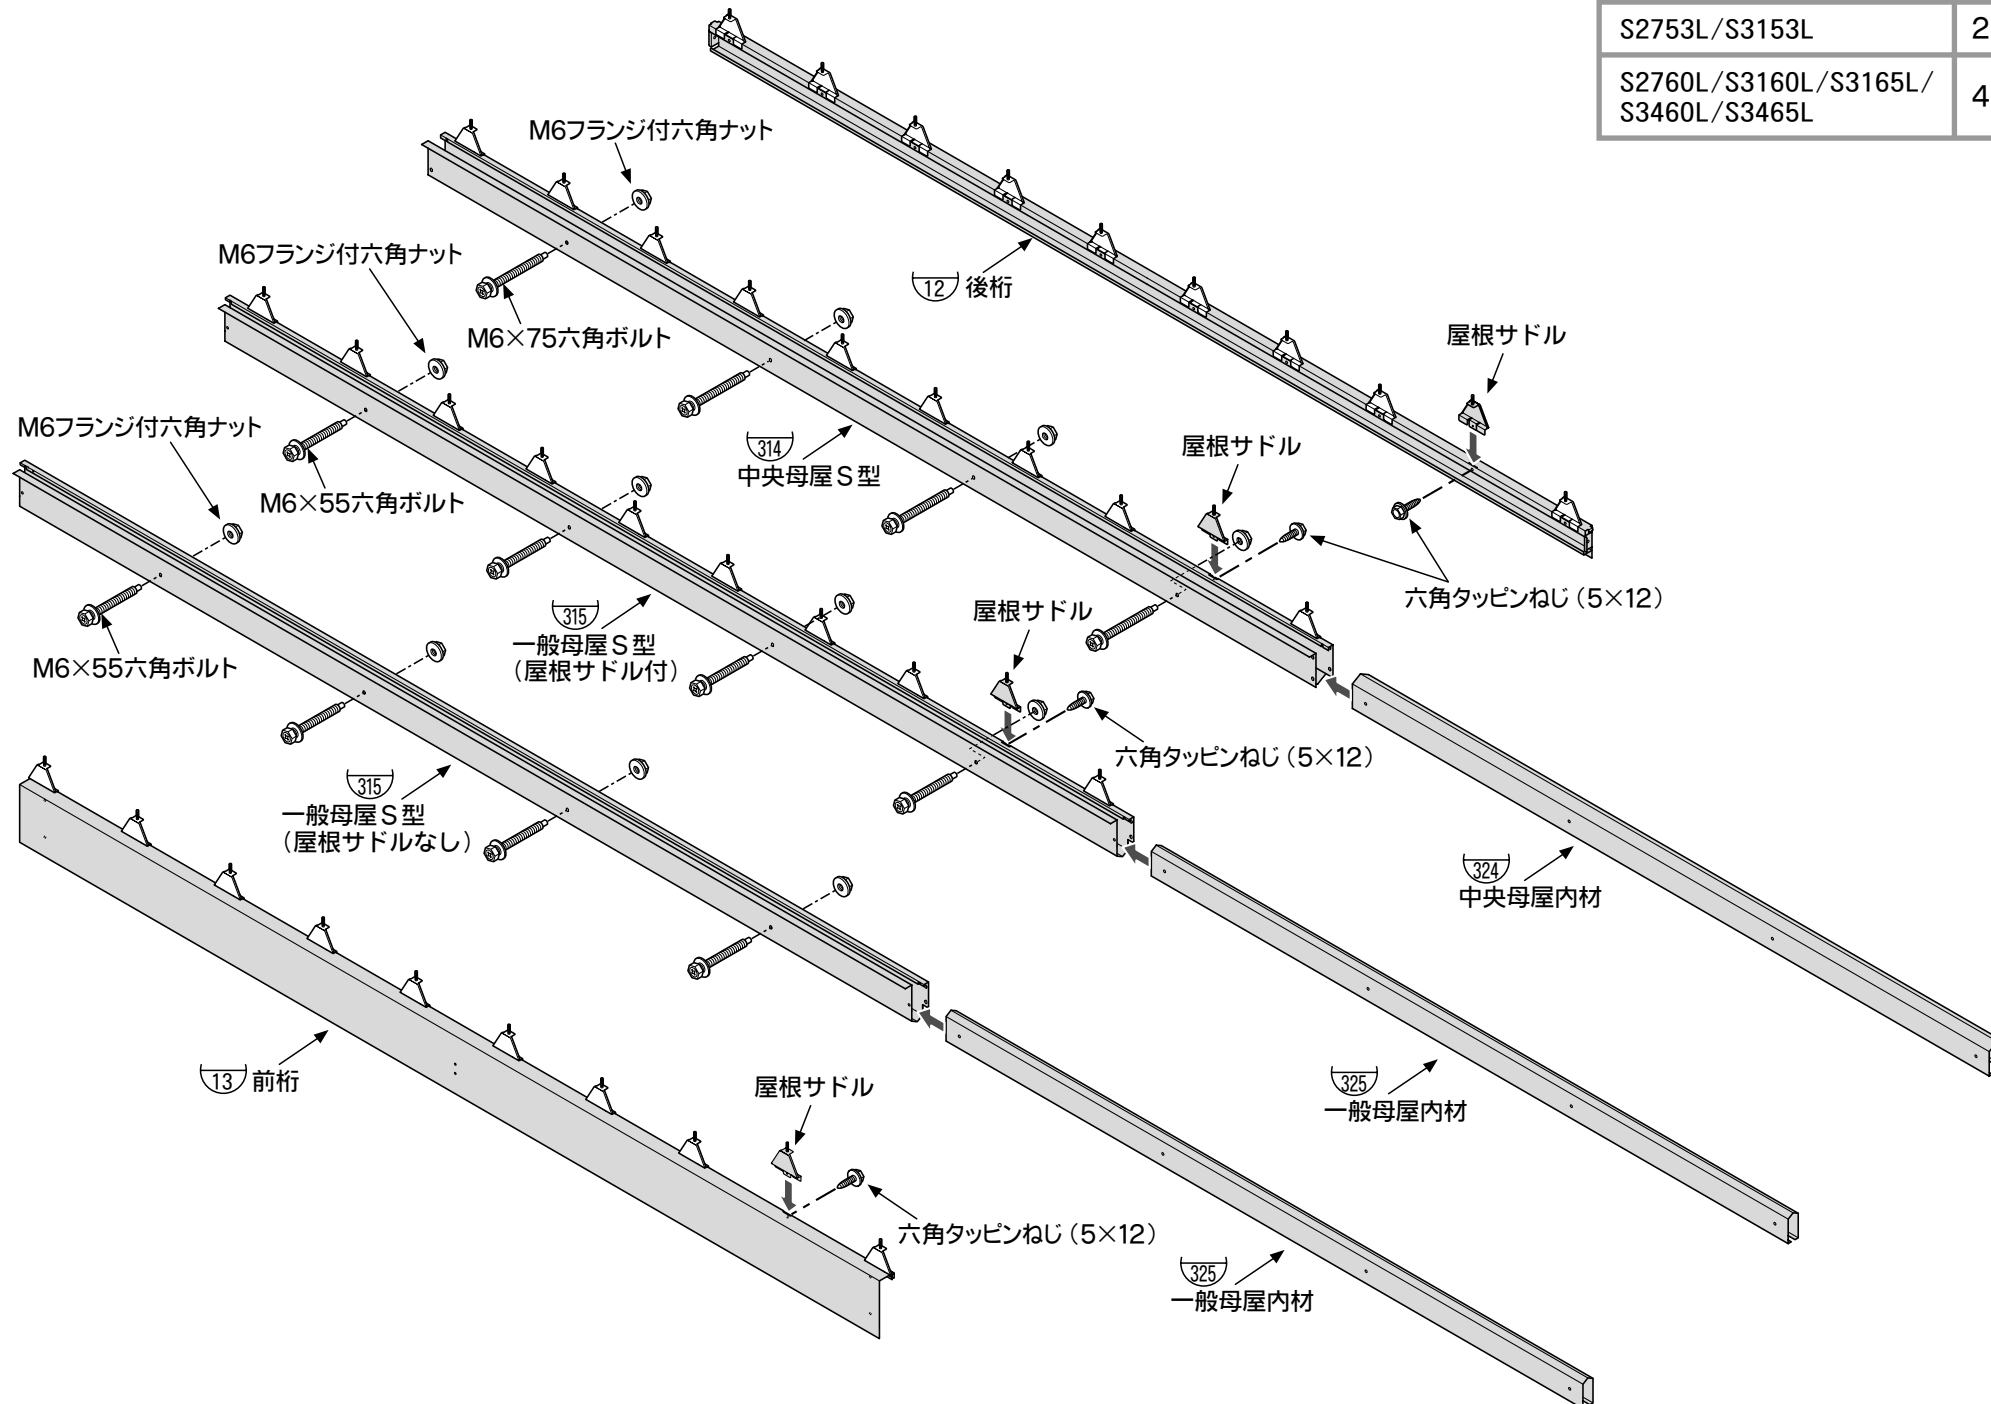 S2753L/S3153L 2
S2760L/S3160L/S3165L/
S3460L/S3465L 4
M6フランジ付六角ナット
M6フランジ付六角ナット
12 後桁
M6×75六角ボルト
屋根サドル
M6フランジ付六角ナット
314
中央母屋S型
屋根サドル
M6×55六角ボルト
六角タッピンねじ（5×12）
屋根サドル
315
一般母屋S型
（屋根サドル付）
M6×55六角ボルト
六角タッピンねじ（5×12）
315
一般母屋S型
（屋根サドルなし）
324
中央母屋内材
13 前桁
屋根サドル
325
一般母屋内材
六角タッピンねじ（5×12）
325
一般母屋内材